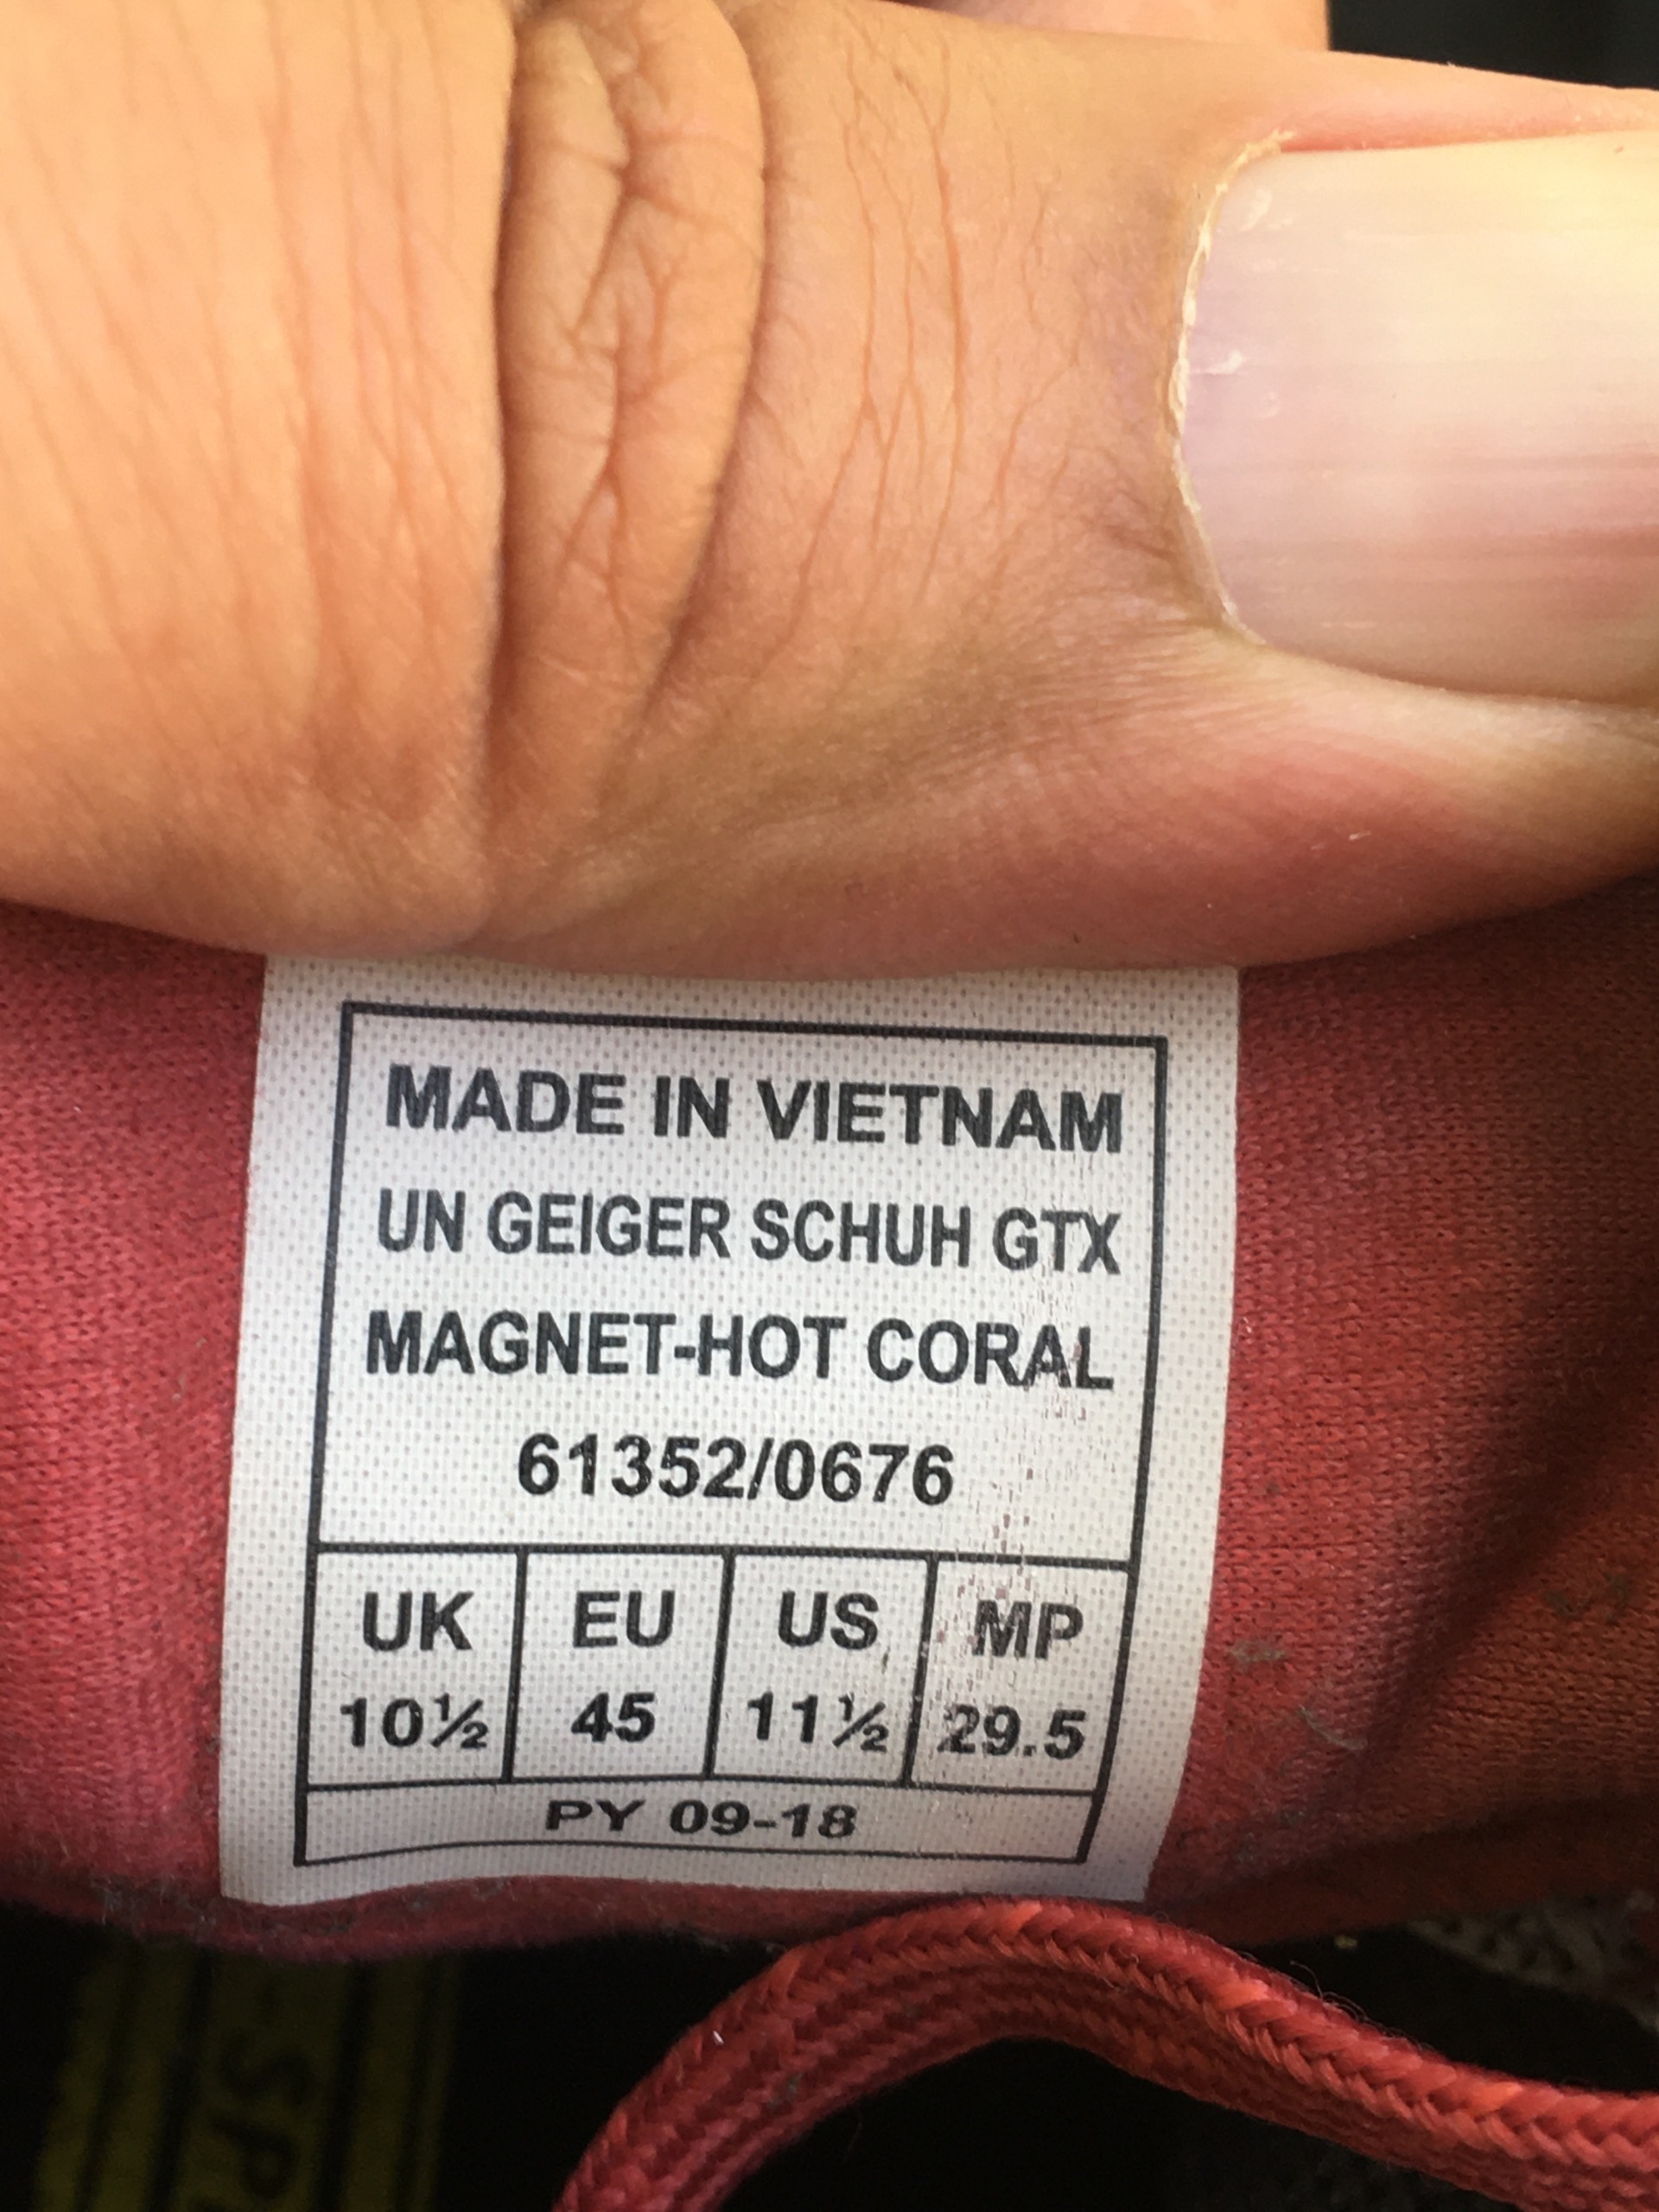 MADE IN VIETNAM
UN GEIGER SCHUH GTX
MAGNET-HOT CORAL
61352/0676
UK EU US MP
10½ 45 11½ 29.5
PY 09-18